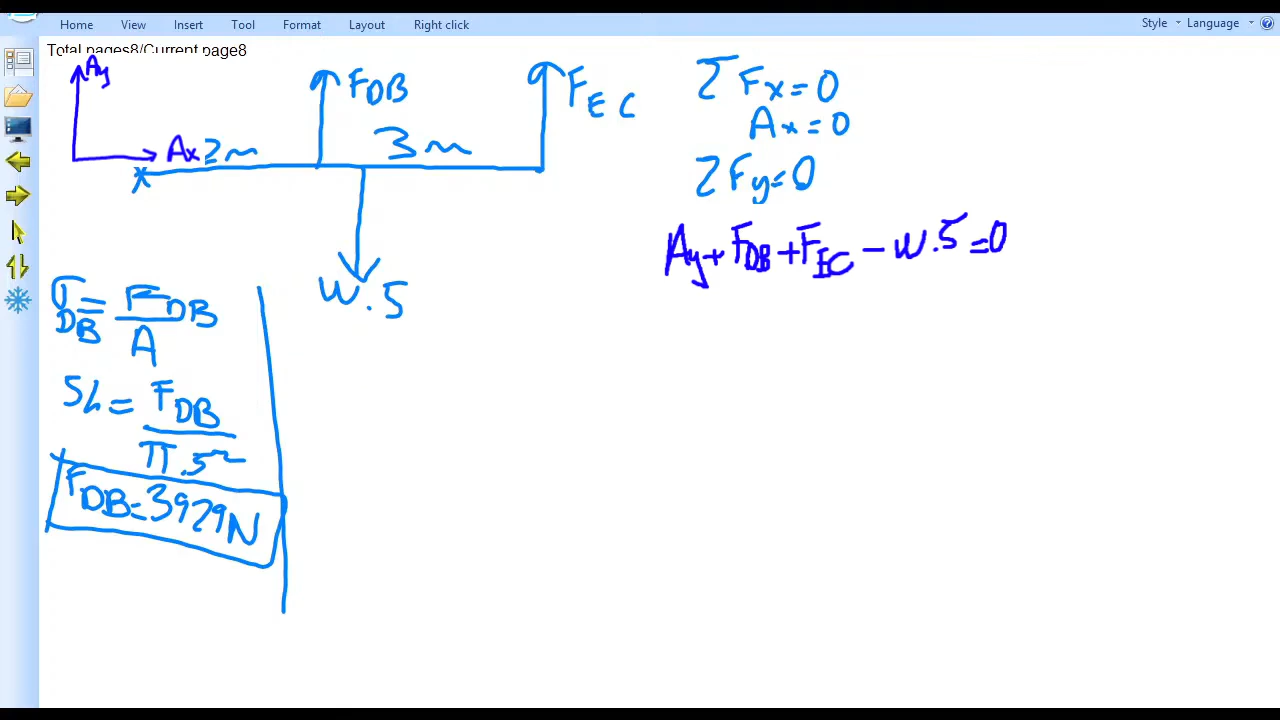 Home View Insert Tool Format Layout Right click Style Language
Total pages8/Current page8
Ay
Ax
2m
FDB
3m
FEC
W.5
ΣFx=0
Ax=0
ΣFy=0
Ay+FDB+FEC-W.5=0
σDB=FDB/A
=FDB/π.5²
FDB=3929N